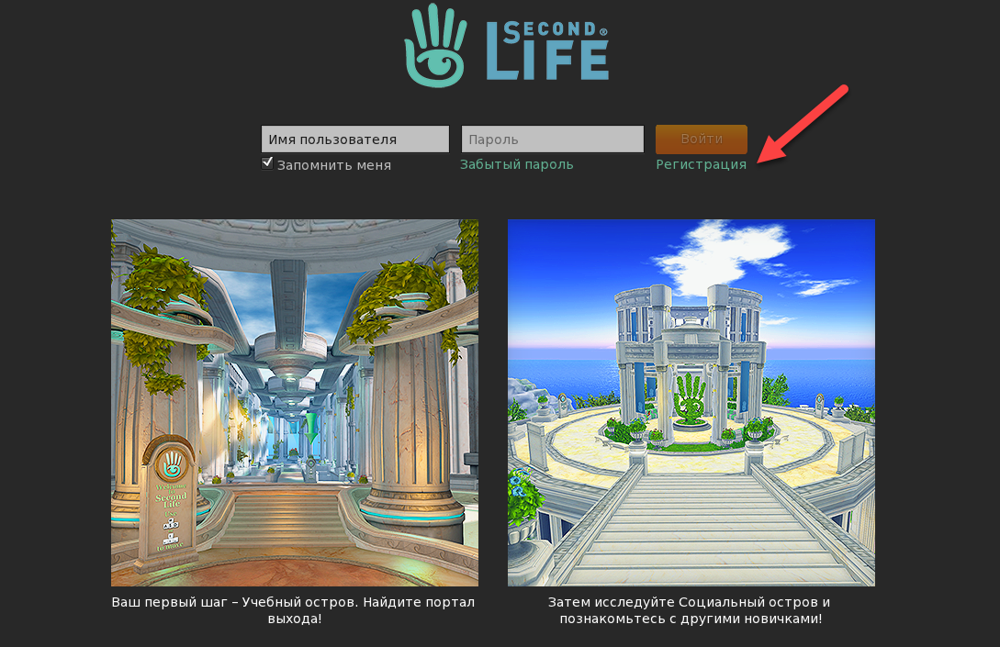 SECOND®
LIFE
Имя пользователя
Пароль
Войти
Запомнить меня
Забытый пароль
Регистрация
Welcome
to
Second
Life
to move
Ваш первый шаг – Учебный остров. Найдите портал
выхода!
Затем исследуйте Социальный остров и
познакомьтесь с другими новичками!